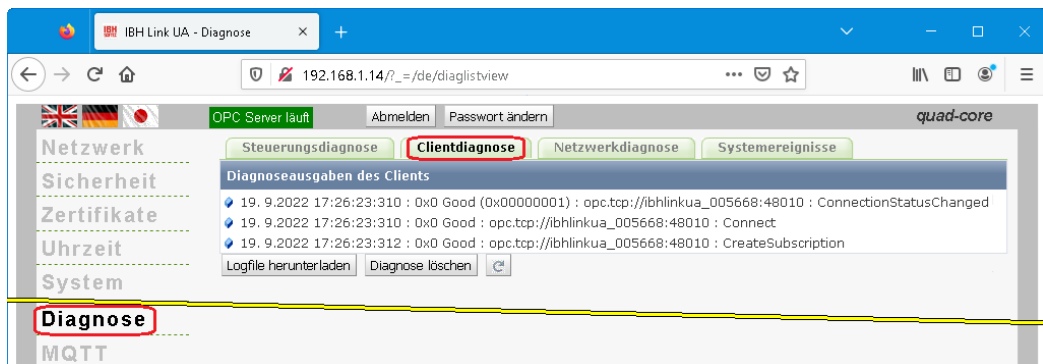 IBH Link UA - Diagnose
192.168.1.14/?_=/de/diaglistview
OPC Server läuft Abmelden Passwort ändern quad-core
Netzwerk
Sicherheit
Zertifikate
Uhrzeit
System
Diagnose
MQTT
Steuerungsdiagnose Clientdiagnose Netzwerkdiagnose Systemereignisse
Diagnoseausgaben des Clients
19. 9.2022 17:26:23:310 : 0x0 Good (0x00000001) : opc.tcp://ibhlinkua_005668:48010 : ConnectionStatusChanged
19. 9.2022 17:26:23:310 : 0x0 Good : opc.tcp://ibhlinkua_005668:48010 : Connect
19. 9.2022 17:26:23:312 : 0x0 Good : opc.tcp://ibhlinkua_005668:48010 : CreateSubscription
Logfile herunterladen Diagnose löschen